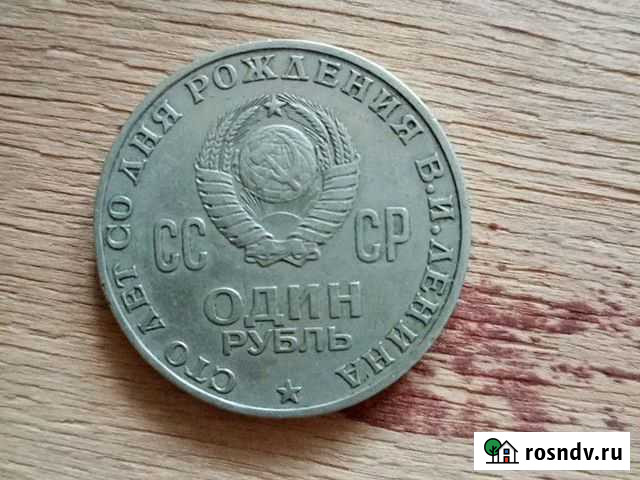 СТО ЛЕТ СО ДНЯ РОЖДЕНИЯ В.И.ЛЕНИНА
СС СР
ОДИН
РУБЛЬ
rosndv.ru